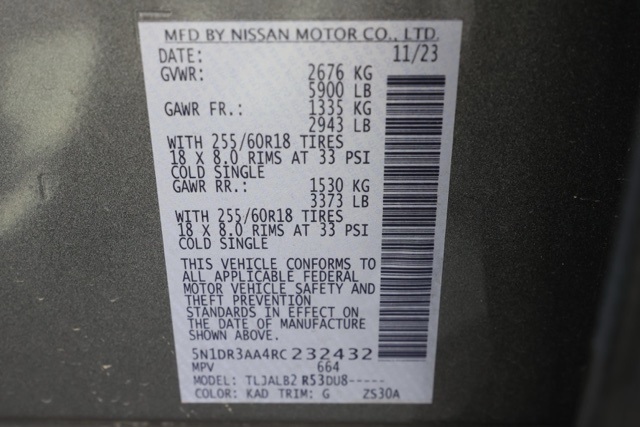 MFD BY NISSAN MOTOR CO., LTD.
DATE: 11/23
GVWR: 2676 KG
5900 LB
GAWR FR.: 1335 KG
2943 LB
WITH 255/60R18 TIRES
18 X 8.0 RIMS AT 33 PSI
COLD SINGLE
GAWR RR.: 1530 KG
3373 LB
WITH 255/60R18 TIRES
18 X 8.0 RIMS AT 33 PSI
COLD SINGLE
THIS VEHICLE CONFORMS TO
ALL APPLICABLE FEDERAL
MOTOR VEHICLE SAFETY AND
THEFT PREVENTION
STANDARDS IN EFFECT ON
THE DATE OF MANUFACTURE
SHOWN ABOVE.
5N1DR3AA4RC232432
MPV 664
MODEL: TLJALB2 R53DU8-----
COLOR: KAD TRIM: G ZS30A